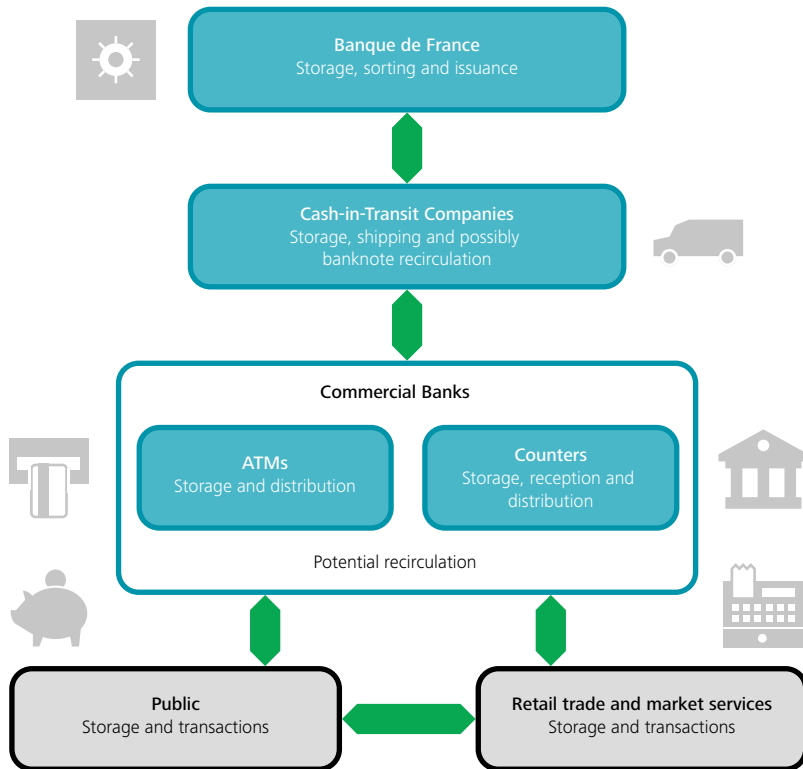 Banque de France
Storage, sorting and issuance
Cash-in-Transit Companies
Storage, shipping and possibly
banknote recirculation
Commercial Banks
ATMs
Storage and distribution
Counters
Storage, reception and
distribution
Potential recirculation
Public
Storage and transactions
Retail trade and market services
Storage and transactions